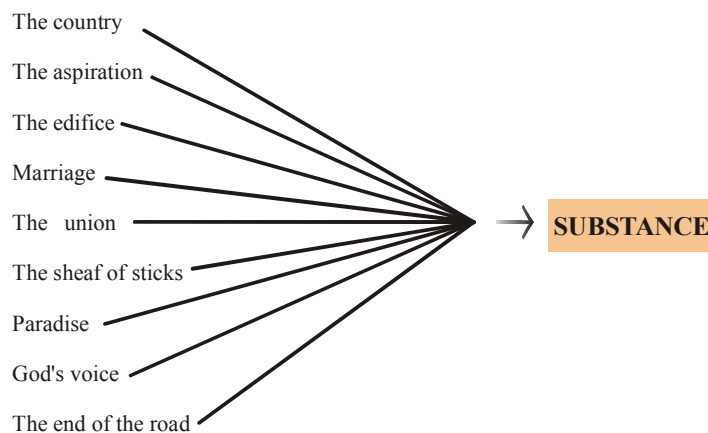 The country
The aspiration
The edifice
Marriage
The union
SUBSTANCE
The sheaf of sticks
Paradise
God's voice
The end of the road